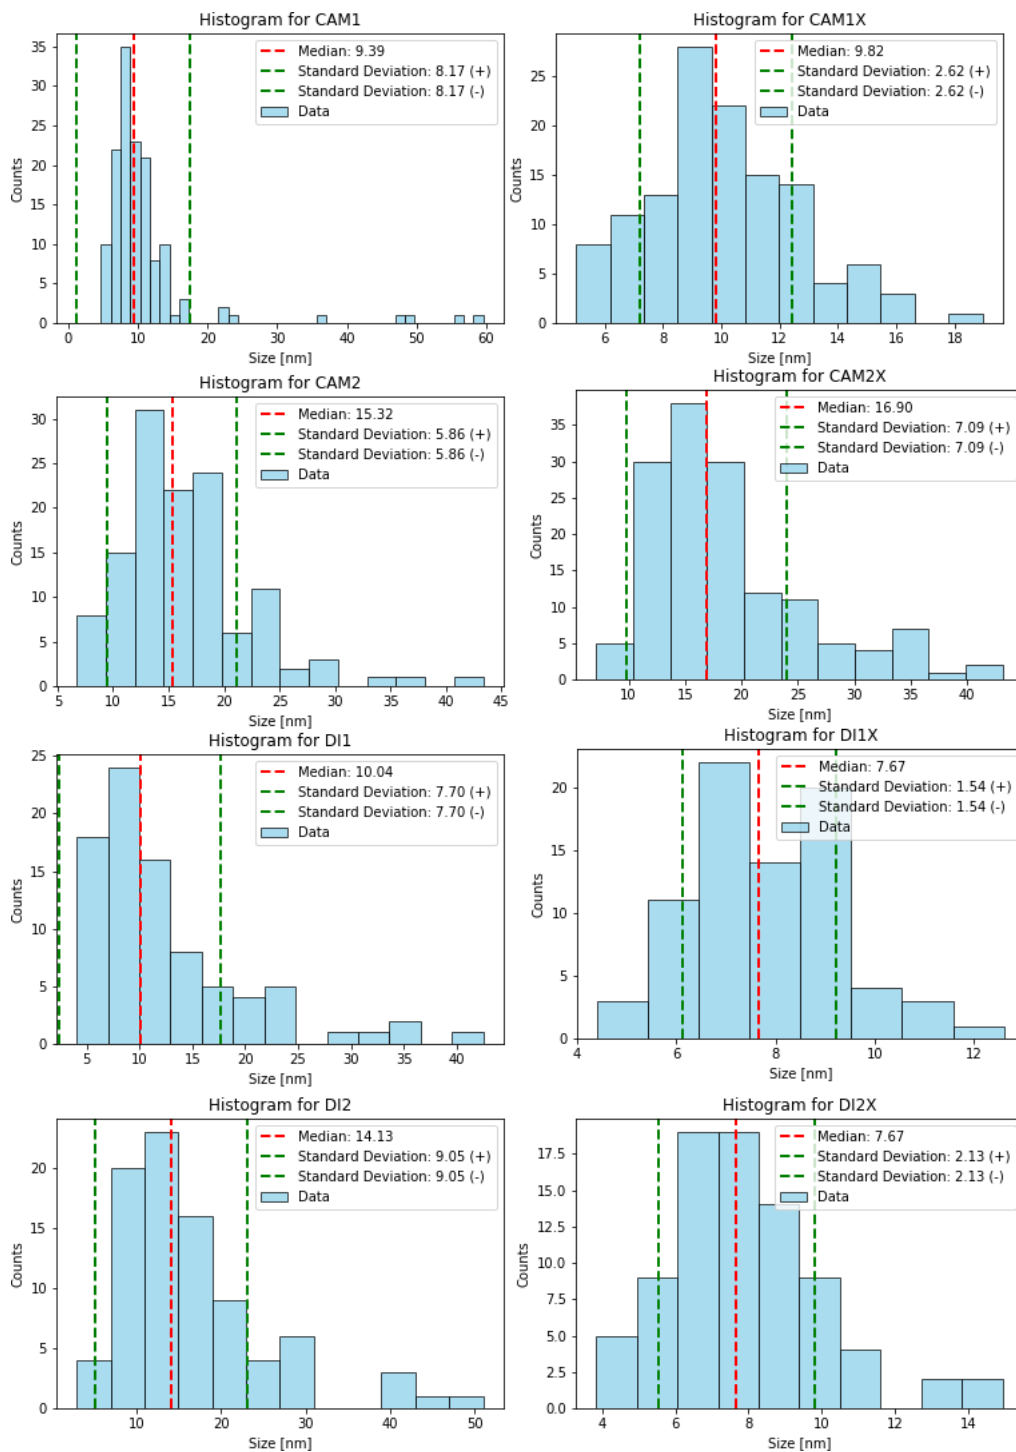 Histogram for CAM1
Median: 9.39
Standard Deviation: 8.17 (+)
Standard Deviation: 8.17 (-)
Data
Counts
35
30
25
20
15
10
5
0
0 10 20 30 40 50 60
Size [nm]
Histogram for CAM1X
Median: 9.82
Standard Deviation: 2.62 (+)
Standard Deviation: 2.62 (-)
Data
Counts
25
20
15
10
5
0
6 8 10 12 14 16 18
Size [nm]
Histogram for CAM2
Median: 15.32
Standard Deviation: 5.86 (+)
Standard Deviation: 5.86 (-)
Data
Counts
30
25
20
15
10
5
0
5 10 15 20 25 30 35 40 45
Size [nm]
Histogram for CAM2X
Median: 16.90
Standard Deviation: 7.09 (+)
Standard Deviation: 7.09 (-)
Data
Counts
35
30
25
20
15
10
5
0
10 15 20 25 30 35 40
Size [nm]
Histogram for DI1
Median: 10.04
Standard Deviation: 7.70 (+)
Standard Deviation: 7.70 (-)
Data
Counts
25
20
15
10
5
0
5 10 15 20 25 30 35 40
Size [nm]
Histogram for DI1X
Median: 7.67
Standard Deviation: 1.54 (+)
Standard Deviation: 1.54 (-)
Data
Counts
20
15
10
5
0
4 6 8 10 12
Size [nm]
Histogram for DI2
Median: 14.13
Standard Deviation: 9.05 (+)
Standard Deviation: 9.05 (-)
Data
Counts
20
15
10
5
0
10 20 30 40 50
Size [nm]
Histogram for DI2X
Median: 7.67
Standard Deviation: 2.13 (+)
Standard Deviation: 2.13 (-)
Data
Counts
17.5
15.0
12.5
10.0
7.5
5.0
2.5
0.0
4 6 8 10 12 14
Size [nm]